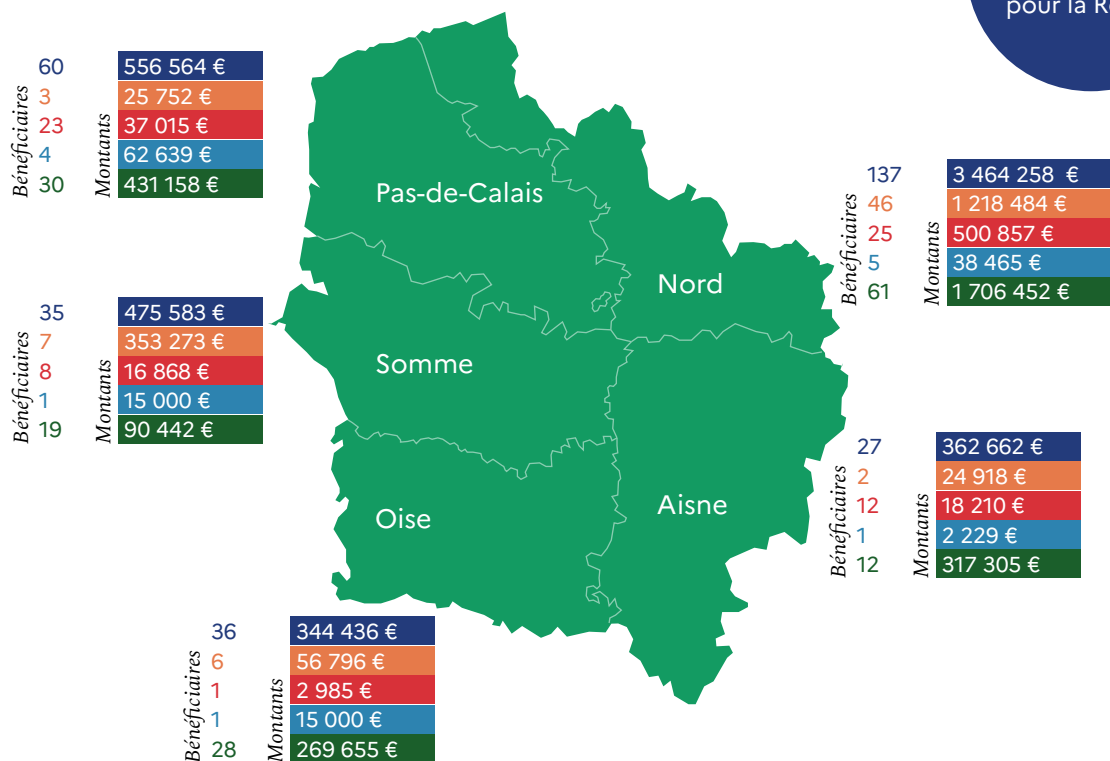 pour la
60
3
23
4
30
Bénéficiaires
Montants
556 564 €
25 752 €
37 015 €
62 639 €
431 158 €
Pas-de-Calais
137
46
25
5
61
Bénéficiaires
Montants
3 464 258 €
1 218 484 €
500 857 €
38 465 €
1 706 452 €
Nord
35
7
8
1
19
Bénéficiaires
Montants
475 583 €
353 273 €
16 868 €
15 000 €
90 442 €
Somme
27
2
12
1
12
Bénéficiaires
Montants
362 662 €
24 918 €
18 210 €
2 229 €
317 305 €
Aisne
Oise
36
6
1
1
28
Bénéficiaires
Montants
344 436 €
56 796 €
2 985 €
15 000 €
269 655 €